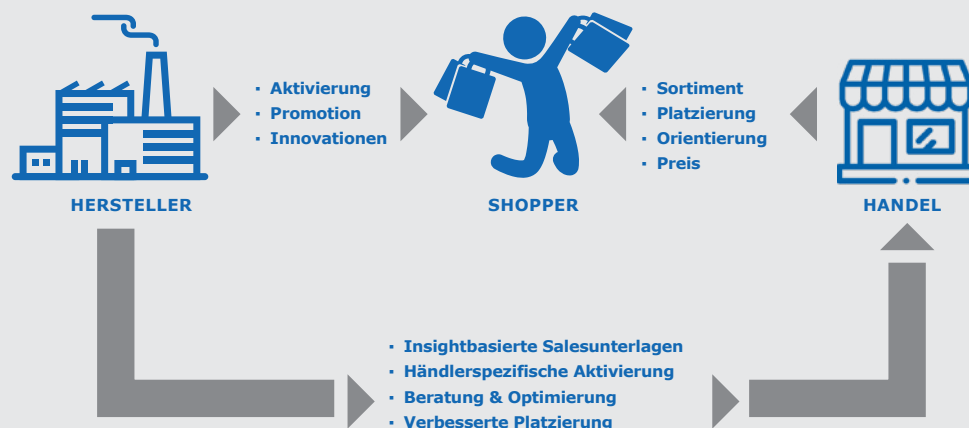 ▪ Aktivierung
▪ Promotion
▪ Innovationen
▪ Sortiment
▪ Platzierung
▪ Orientierung
▪ Preis
HERSTELLER
SHOPPER
HANDEL
▪ Insightbasierte Salesunterlagen
▪ Händlerspezifische Aktivierung
▪ Beratung & Optimierung
▪ Verbesserte Platzierung